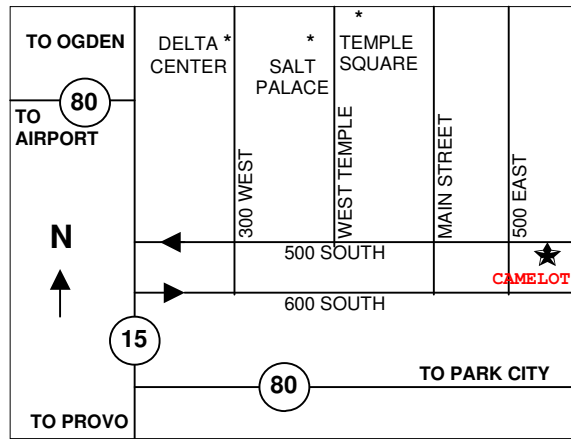 TO OGDEN
DELTA *
CENTER
*
SALT
PALACE
*
TEMPLE
SQUARE
80
TO
AIRPORT
300 WEST
WEST TEMPLE
MAIN STREET
500 EAST
N
500 SOUTH
CAMELOT
600 SOUTH
15
80
TO PARK CITY
TO PROVO